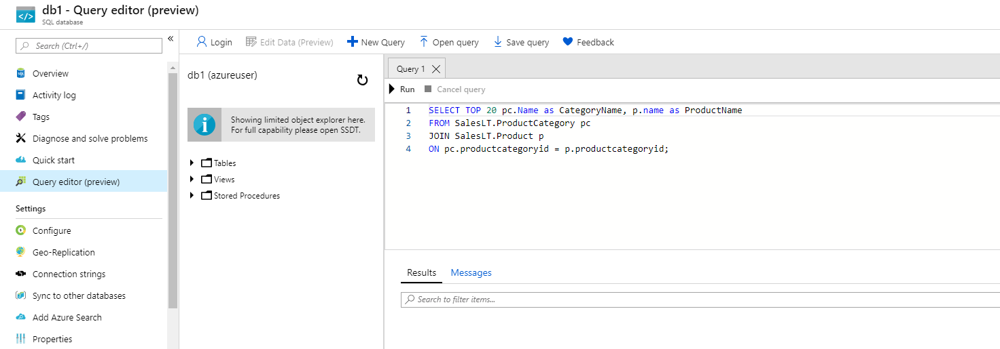 db1 - Query editor (preview)
SQL database
Search (Ctrl+/)
«
Overview
Activity log
Tags
Diagnose and solve problems
Quick start
Query editor (preview)
Settings
Configure
Geo-Replication
Connection strings
Sync to other databases
Add Azure Search
Properties
Login
Edit Data (Preview)
New Query
Open query
Save query
Feedback
db1 (azureuser)
Showing limited object explorer here.
For full capability please open SSDT.
Tables
Views
Stored Procedures
Query 1
Run
Cancel query
1 SELECT TOP 20 pc.Name as CategoryName, p.name as ProductName
2 FROM SalesLT.ProductCategory pc
3 JOIN SalesLT.Product p
4 ON pc.productcategoryid = p.productcategoryid;
Results
Messages
Search to filter items...